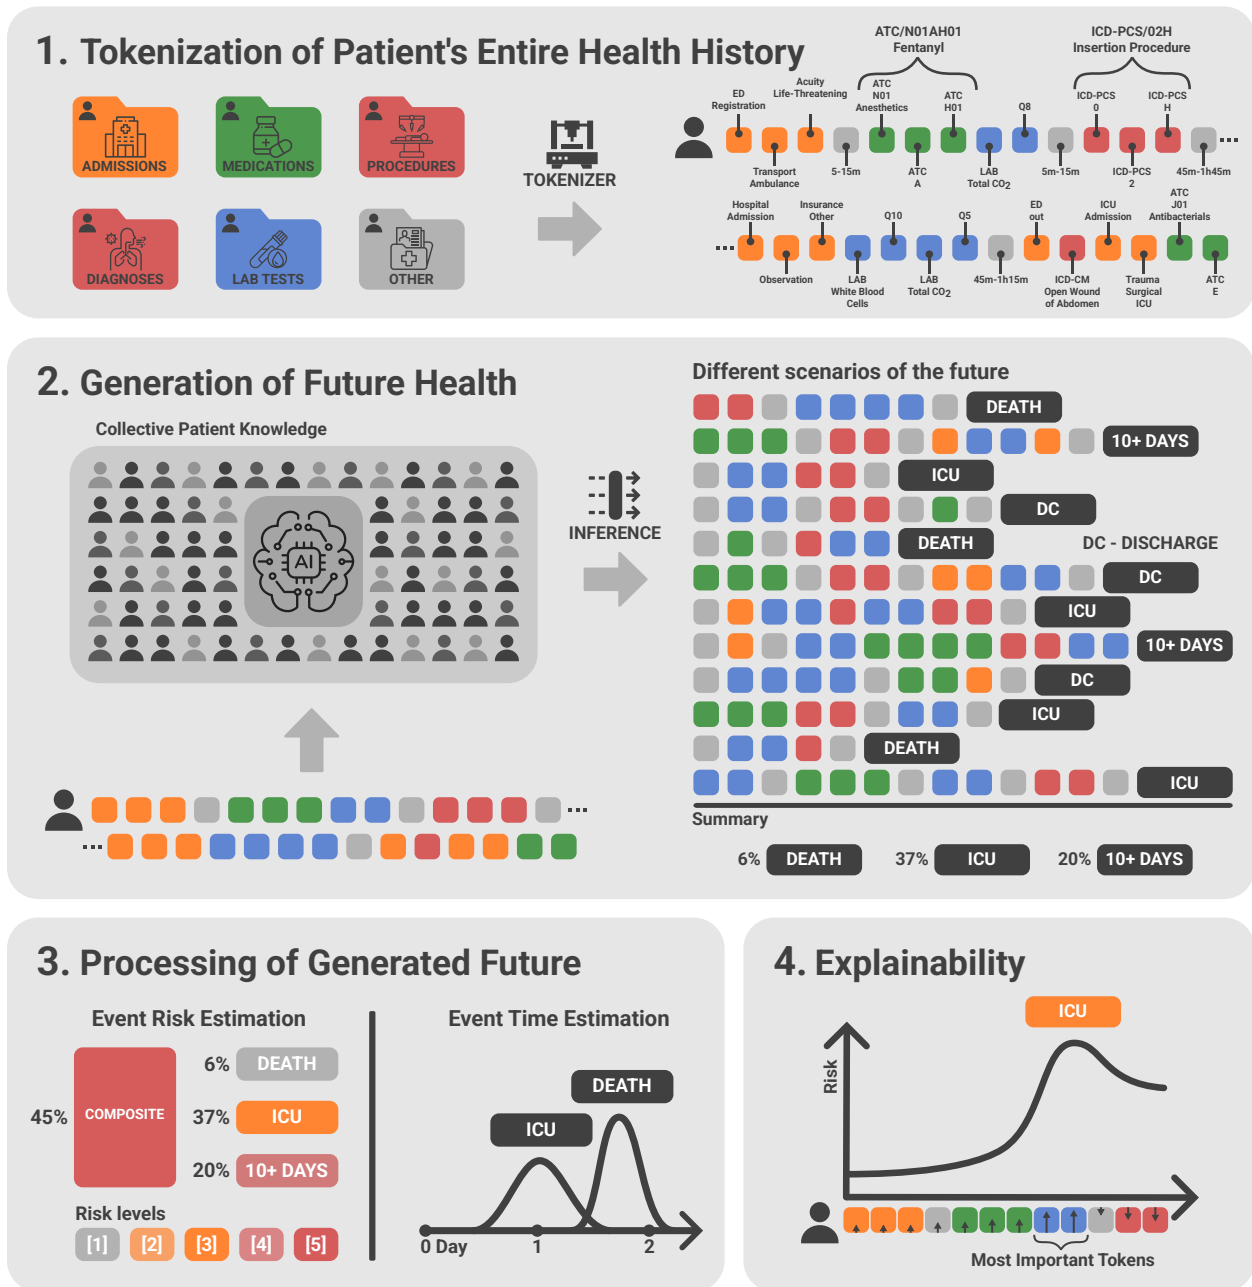 1. Tokenization of Patient's Entire Health History
ADMISSIONS
MEDICATIONS
PROCEDURES
DIAGNOSES
LAB TESTS
OTHER
TOKENIZER
ATC/N01AH01
Fentanyl
ICD-PCS/02H
Insertion Procedure
ED
Registration
Acuity
Life-Threatening
ATC
N01
Anesthetics
ATC
H01
Q8
ICD-PCS
0
ICD-PCS
H
Transport
Ambulance
5-15m
ATC
A
LAB
Total CO2
5m-15m
ICD-PCS
2
45m-1h45m
Hospital
Admission
Insurance
Other
Q10
Q5
ED
out
ICU
Admission
ATC
J01
Antibacterials
Observation
LAB
White Blood
Cells
LAB
Total CO2
45m-1h15m
ICD-CM
Open Wound
of Abdomen
Trauma
Surgical
ICU
ATC
E
2. Generation of Future Health
Collective Patient Knowledge
AI
INFERENCE
Different scenarios of the future
DEATH
10+ DAYS
ICU
DC
DEATH
DC - DISCHARGE
DC
ICU
10+ DAYS
DC
ICU
DEATH
ICU
Summary
6% DEATH 37% ICU 20% 10+ DAYS
3. Processing of Generated Future
Event Risk Estimation
45% COMPOSITE
6% DEATH
37% ICU
20% 10+ DAYS
Risk levels
[1] [2] [3] [4] [5]
Event Time Estimation
DEATH
ICU
0 Day 1 2
4. Explainability
ICU
Risk
Most Important Tokens